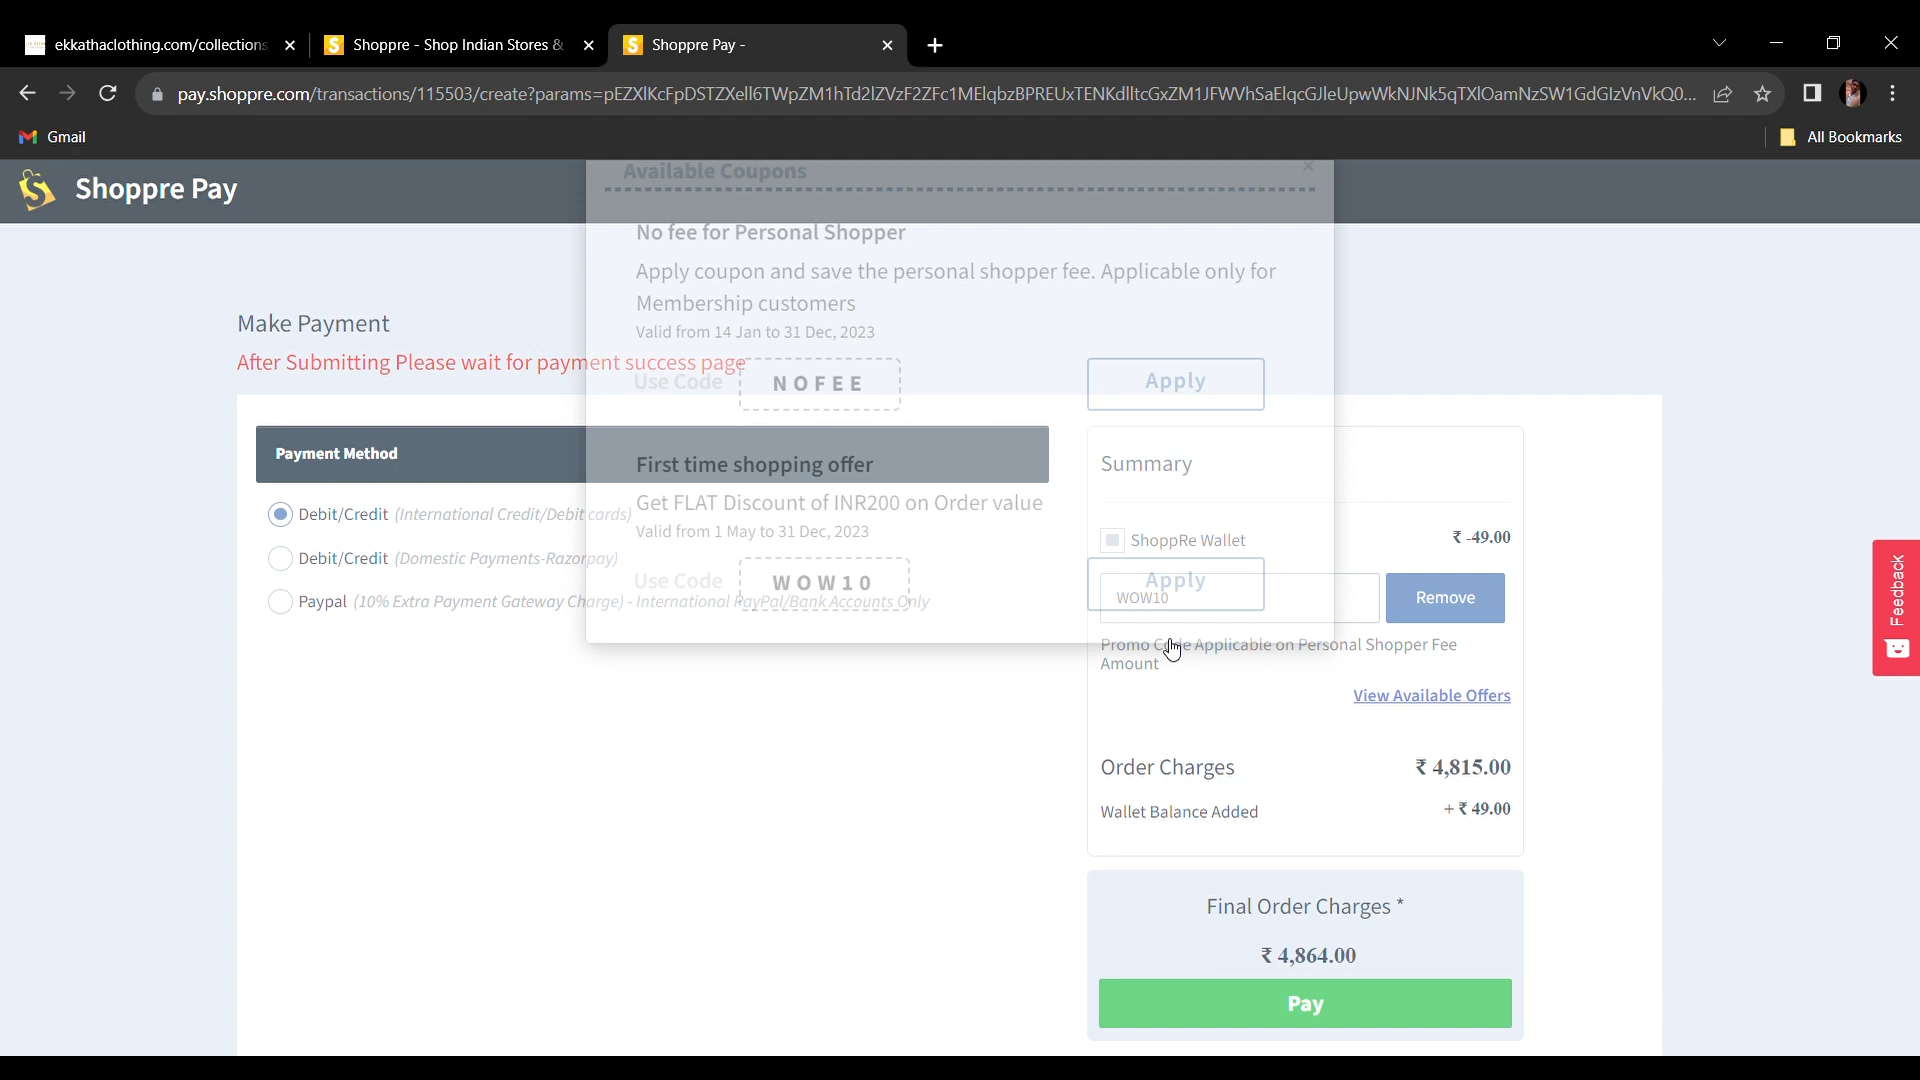 ekkathaclothing.com/collections
Shoppre - Shop Indian Stores &
Shoppre Pay -
pay.shoppre.com/transactions/115503/create?params=
Gmail
All Bookmarks
Shoppre Pay
Available Coupons
No fee for Personal Shopper
Apply coupon and save the personal shopper fee. Applicable only for
Membership customers
Valid from 14 Jan to 31 Dec, 2023
Use Code NOFEE Apply
First time shopping offer
Get FLAT Discount of INR200 on Order value
Valid from 1 May to 31 Dec, 2023
Use Code WOW10 Apply
Make Payment
After Submitting Please wait for payment success page
Payment Method
Debit/Credit (International Credit/Debit cards)
Debit/Credit (Domestic Payments-Razorpay)
Paypal (10% Extra Payment Gateway Charge) - International PayPal/Bank Accounts Only
Summary
ShoppRe Wallet ₹ -49.00
WOW10 Remove
Promo Code Applicable on Personal Shopper Fee
Amount
View Available Offers
Order Charges ₹ 4,815.00
Wallet Balance Added + ₹ 49.00
Final Order Charges *
₹ 4,864.00
Pay
Feedback